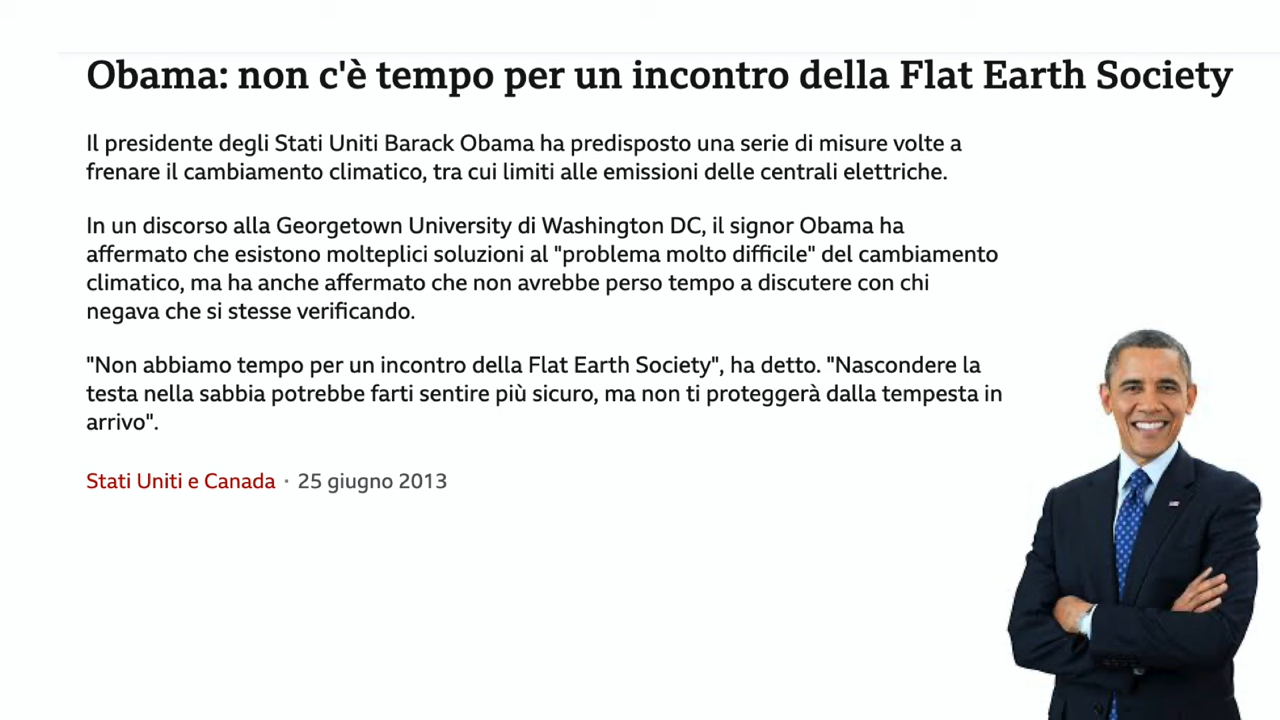 Obama: non c'è tempo per un incontro della Flat Earth Society
Il presidente degli Stati Uniti Barack Obama ha predisposto una serie di misure volte a
frenare il cambiamento climatico, tra cui limiti alle emissioni delle centrali elettriche.
In un discorso alla Georgetown University di Washington DC, il signor Obama ha
affermato che esistono molteplici soluzioni al "problema molto difficile" del cambiamento
climatico, ma ha anche affermato che non avrebbe perso tempo a discutere con chi
negava che si stesse verificando.
"Non abbiamo tempo per un incontro della Flat Earth Society", ha detto. "Nascondere la
testa nella sabbia potrebbe farti sentire più sicuro, ma non ti proteggerà dalla tempesta in
arrivo".
Stati Uniti e Canada · 25 giugno 2013